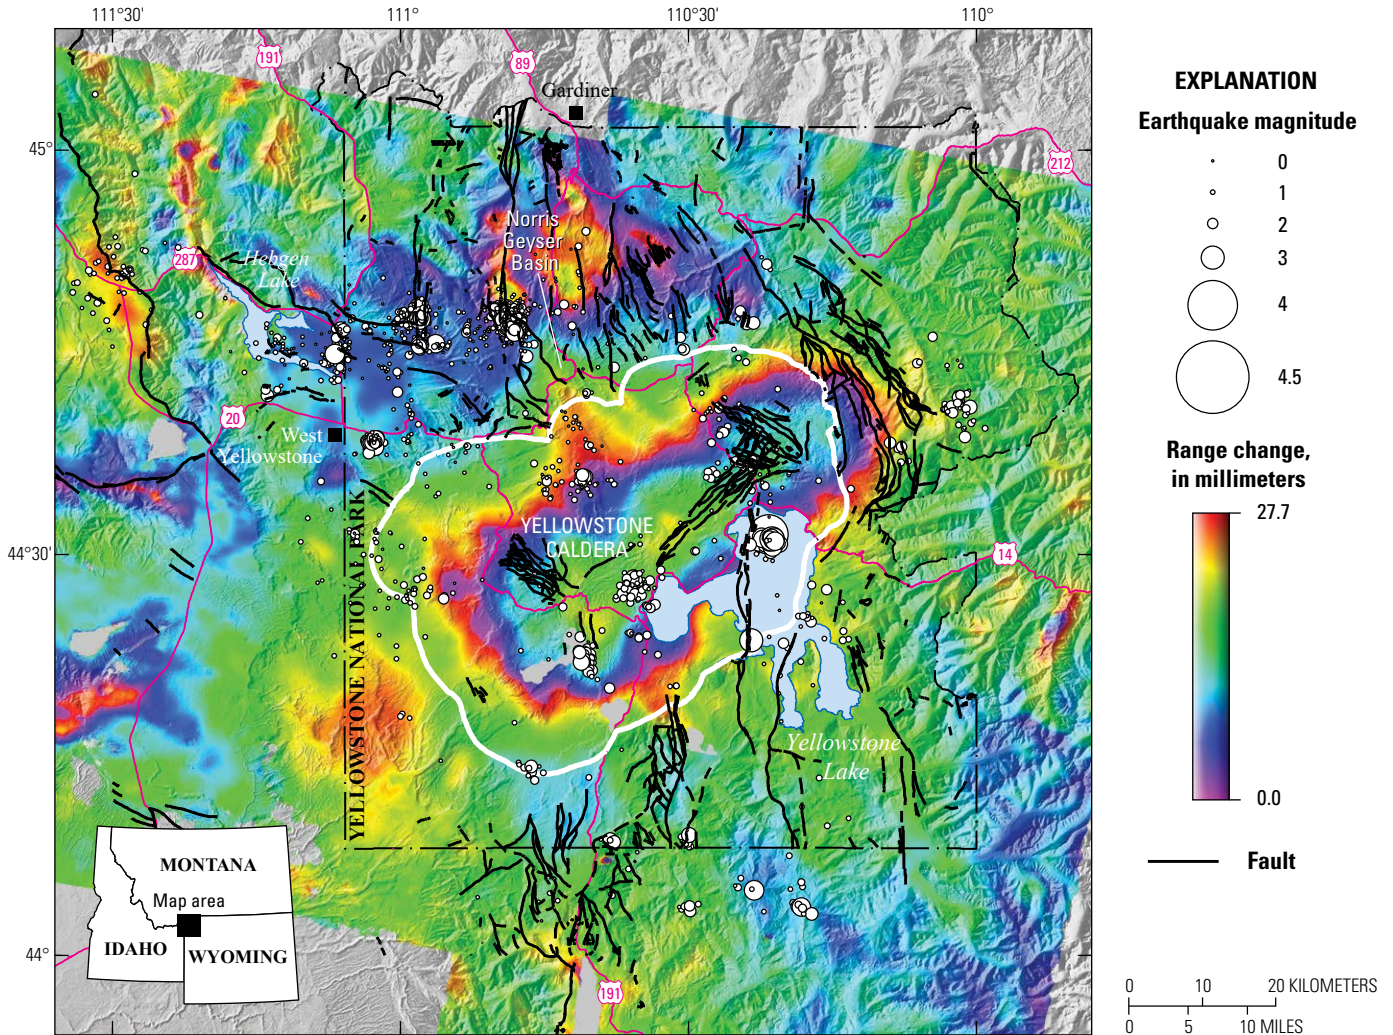 111°30'
111°
110°30'
110°
191
89
Gardiner
45°
212
Norris
Geyser
Basin
287
Hebgen
Lake
20
West
Yellowstone
YELLOWSTONE NATIONAL PARK
YELLOWSTONE
CALDERA
44°30'
14
Yellowstone
Lake
MONTANA
Map area
IDAHO
WYOMING
44°
191
EXPLANATION
Earthquake magnitude
0
1
2
3
4
4.5
Range change,
in millimeters
27.7
0.0
Fault
0 10 20 KILOMETERS
0 5 10 MILES